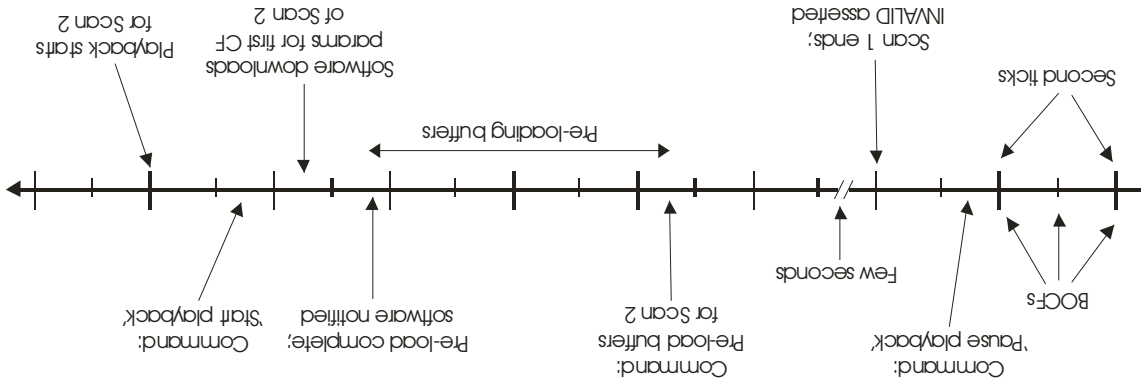 BOCFs
Command:
'Pause playback'
Few seconds
Command:
Pre-load buffers
for Scan 2
Pre-load complete;
software notified
Command:
'Start playback'
Second ticks
Scan 1 ends;
INVALID asserted
Pre-loading buffers
Software downloads
params for first CF
of Scan 2
Playback starts
for Scan 2